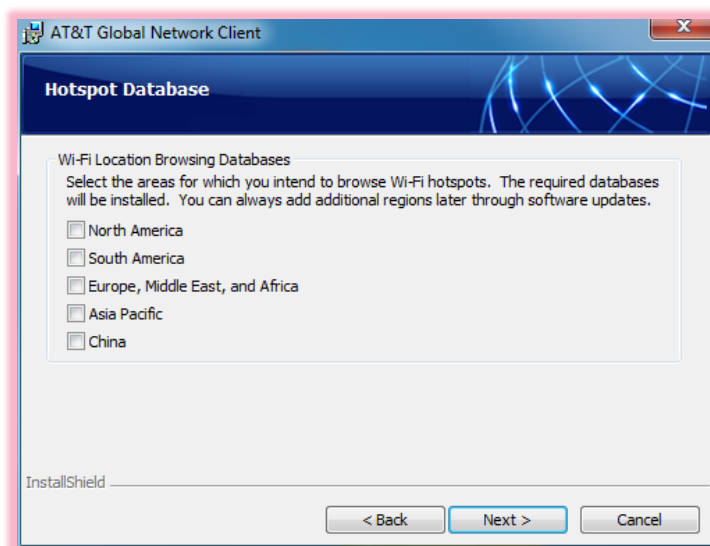 AT&T Global Network Client
Hotspot Database
Wi-Fi Location Browsing Databases
Select the areas for which you intend to browse Wi-Fi hotspots. The required databases
will be installed. You can always add additional regions later through software updates.
North America
South America
Europe, Middle East, and Africa
Asia Pacific
China
InstallShield
< Back Next > Cancel